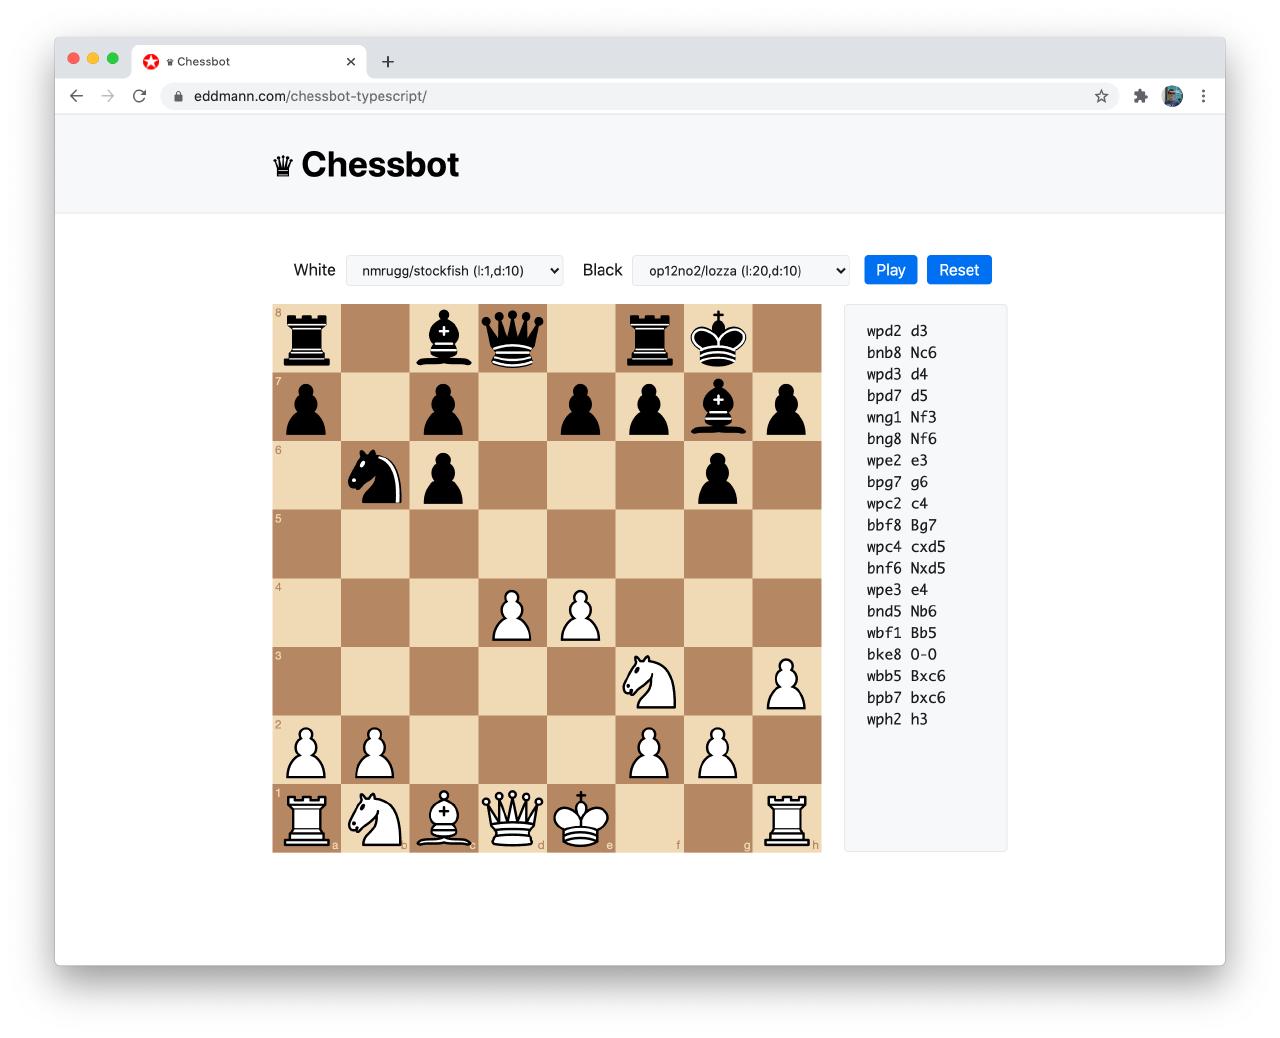 ♛ Chessbot
eddmann.com/chessbot-typescript/
♛ Chessbot
White nmrugg/stockfish (l:1,d:10) Black op12no2/lozza (l:20,d:10) Play Reset
8
7
6
5
4
3
2
1
a b c d e f g h
wpd2 d3
bnb8 Nc6
wpd3 d4
bpd7 d5
wng1 Nf3
bng8 Nf6
wpe2 e3
bpg7 g6
wpc2 c4
bbf8 Bg7
wpc4 cxd5
bnf6 Nxd5
wpe3 e4
bnd5 Nb6
wbf1 Bb5
bke8 O-O
wbb5 Bxc6
bpb7 bxc6
wph2 h3